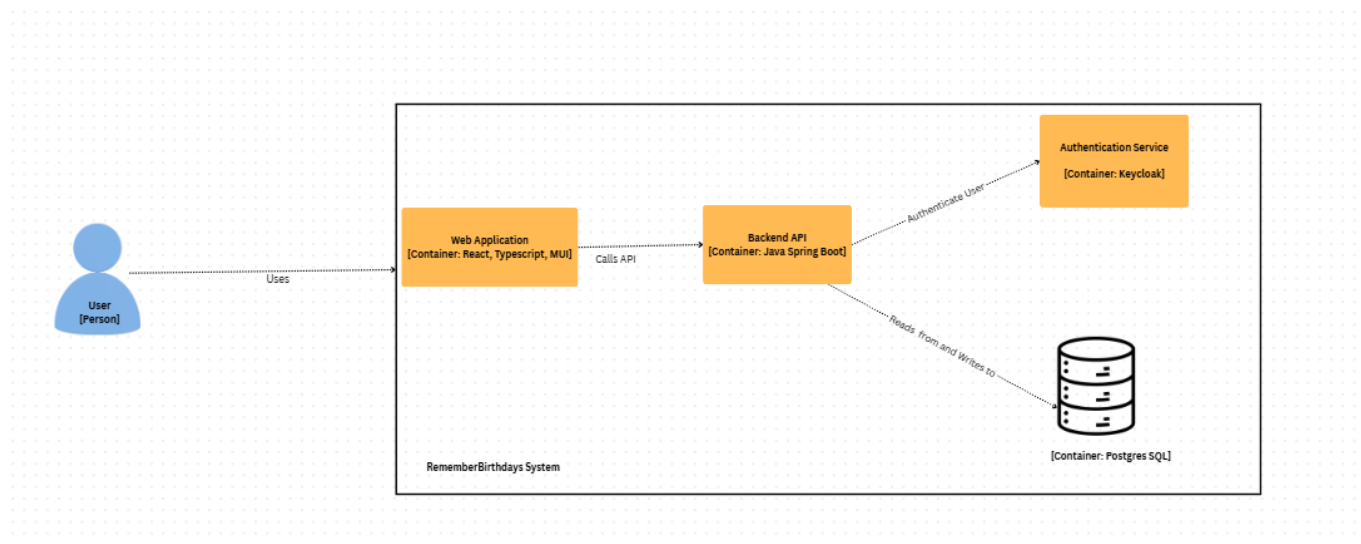 User
[Person]
Uses
Web Application
[Container: React, Typescript, MUI]
Calls API
Backend API
[Container: Java Spring Boot]
Authenticate User
Authentication Service
[Container: Keycloak]
Reads from and Writes to
[Container: Postgres SQL]
RememberBirthdays System